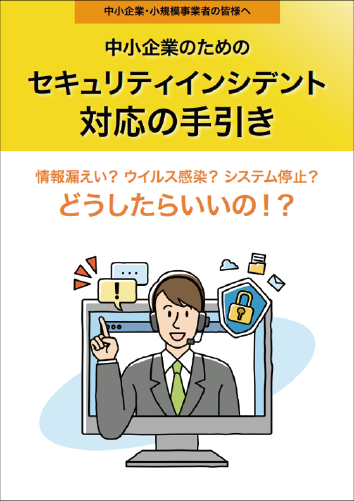 中小企業・小規模事業者の皆様へ
中小企業のための
セキュリティインシデント
対応の手引き
情報漏えい？ ウイルス感染？ システム停止？
どうしたらいいの！？
!